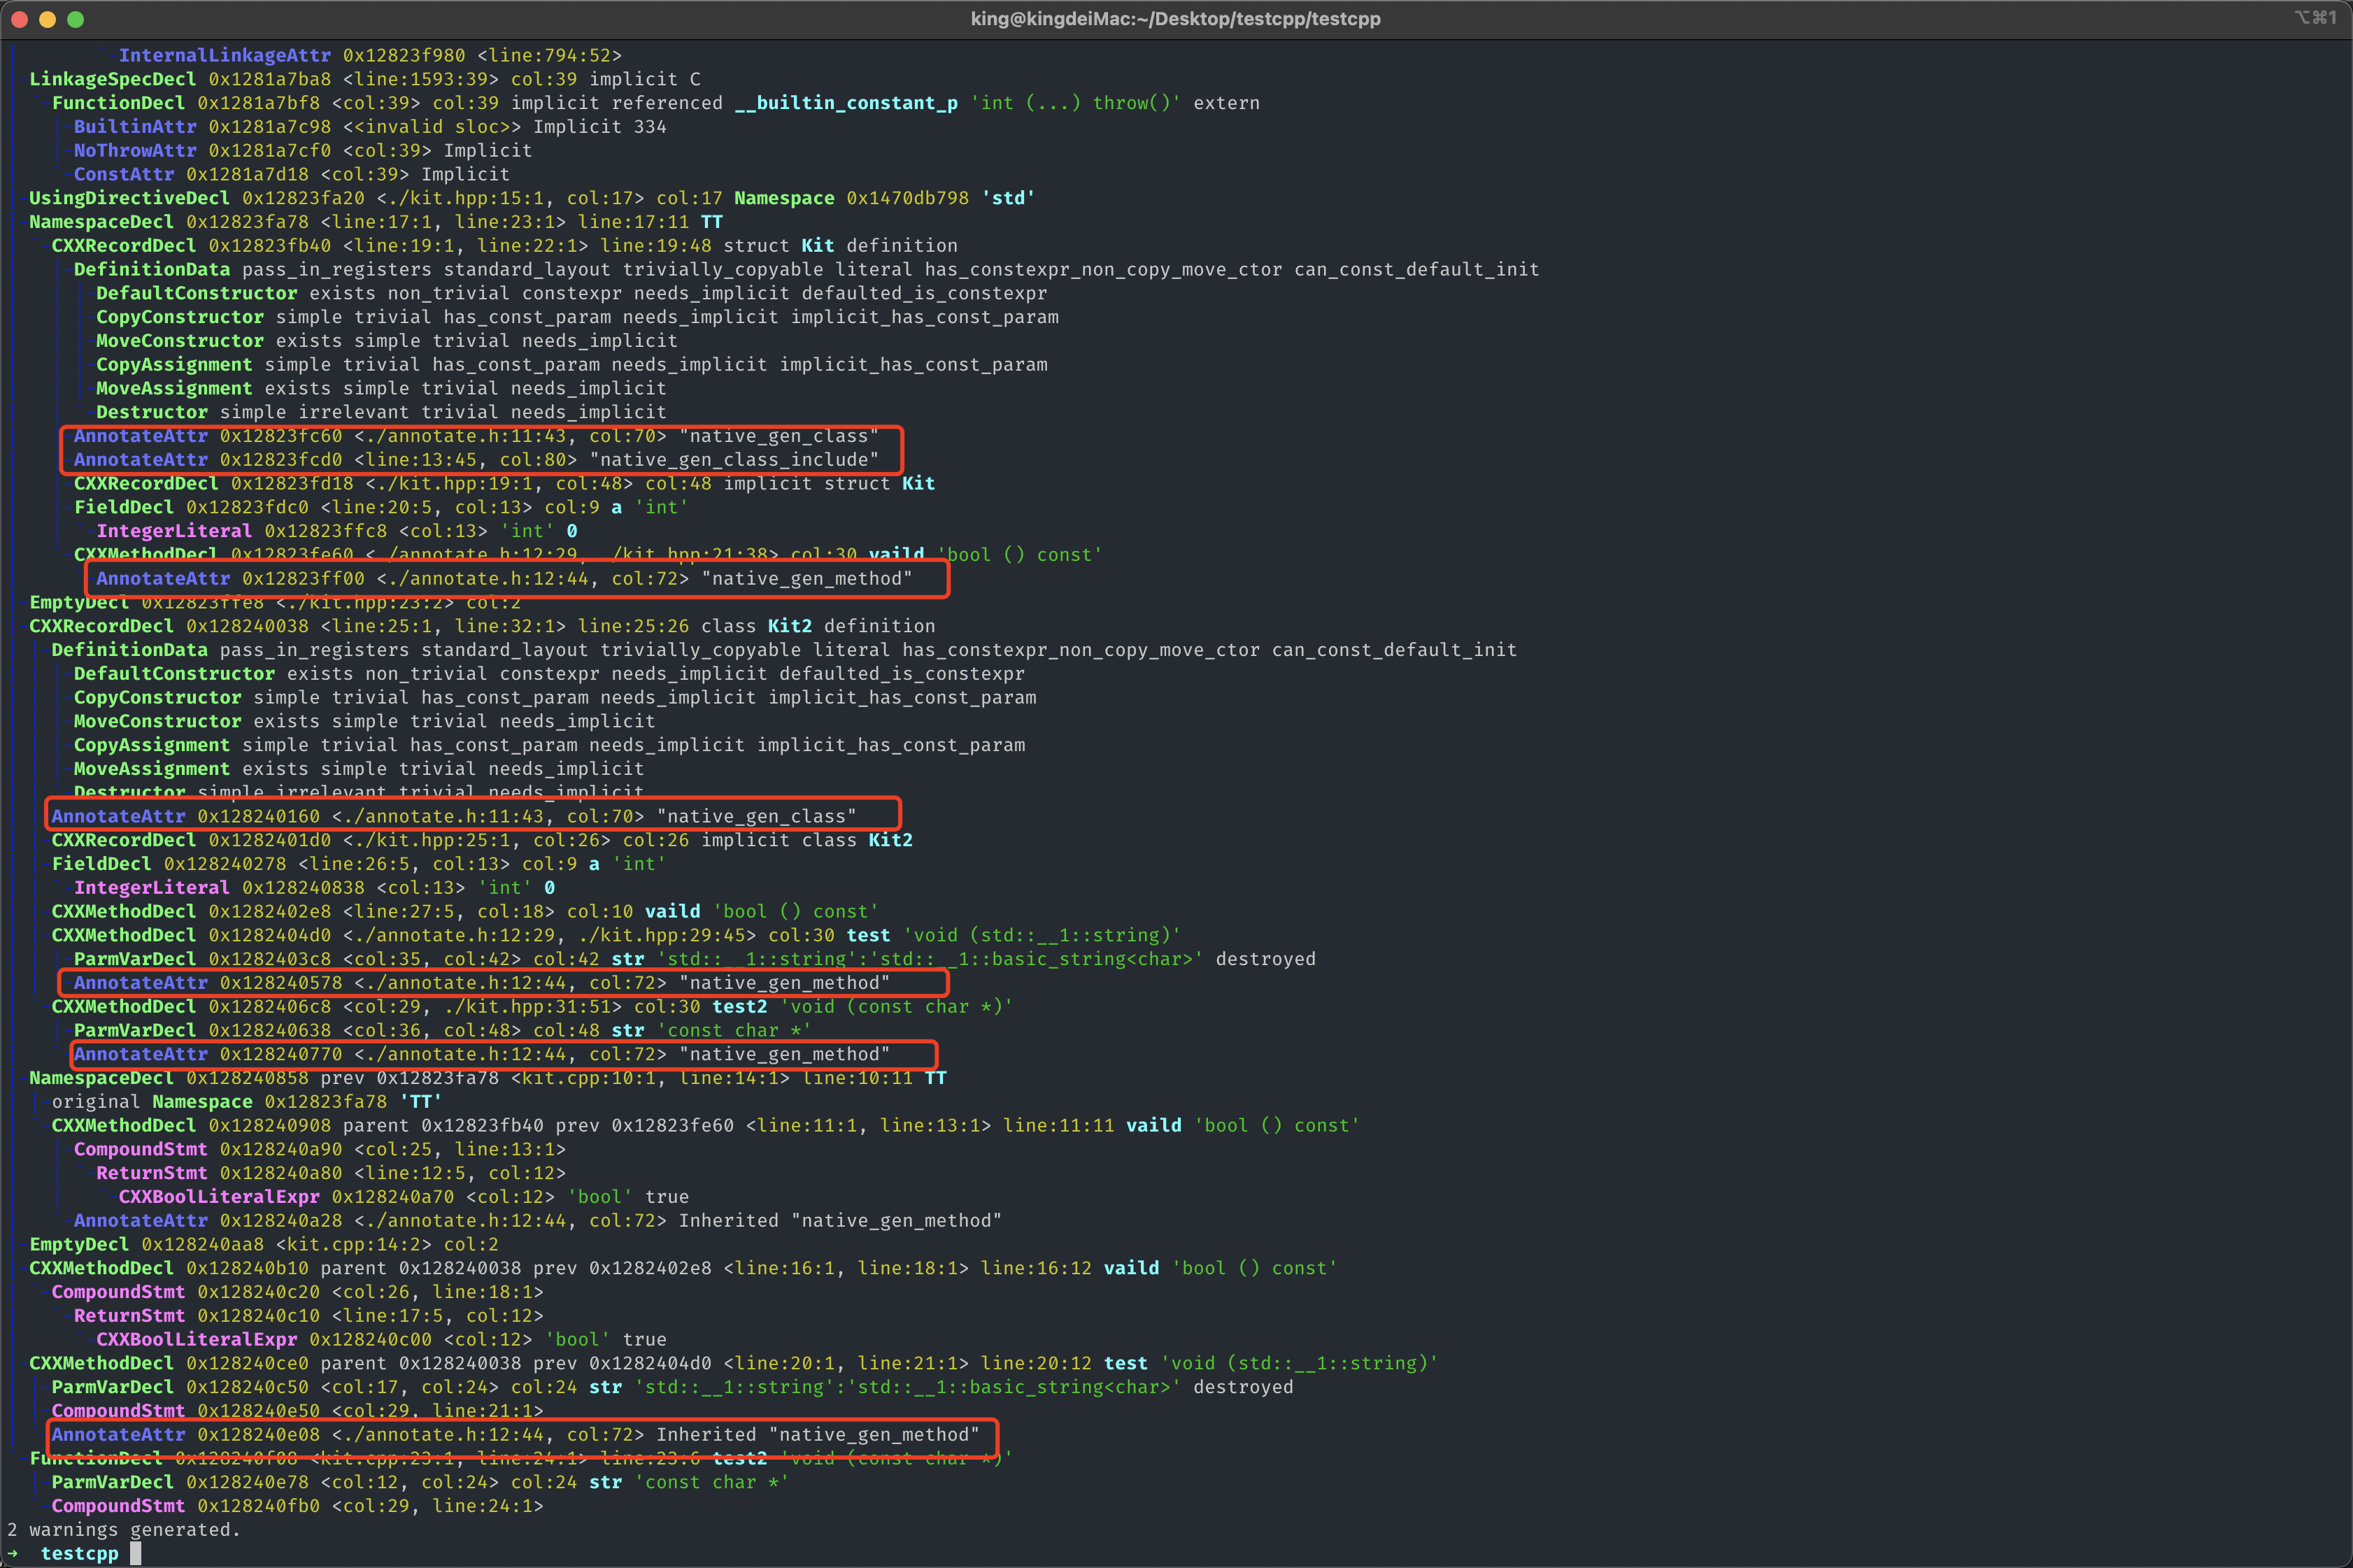 king@kingdeiMac:~/Desktop/testcpp/testcpp
⌥⌘1
InternalLinkageAttr 0x12823f980 <line:794:52>
LinkageSpecDecl 0x1281a7ba8 <line:1593:39> col:39 implicit C
FunctionDecl 0x1281a7bf8 <col:39> col:39 implicit referenced __builtin_constant_p 'int (...) throw()' extern
BuiltinAttr 0x1281a7c98 <<invalid sloc>> Implicit 334
NoThrowAttr 0x1281a7cf0 <col:39> Implicit
ConstAttr 0x1281a7d18 <col:39> Implicit
UsingDirectiveDecl 0x12823fa20 <./kit.hpp:15:1, col:17> col:17 Namespace 0x1470db798 'std'
NamespaceDecl 0x12823fa78 <line:17:1, line:23:1> line:17:11 TT
CXXRecordDecl 0x12823fb40 <line:19:1, line:22:1> line:19:48 struct Kit definition
DefinitionData pass_in_registers standard_layout trivially_copyable literal has_constexpr_non_copy_move_ctor can_const_default_init
DefaultConstructor exists non_trivial constexpr needs_implicit defaulted_is_constexpr
CopyConstructor simple trivial has_const_param needs_implicit implicit_has_const_param
MoveConstructor exists simple trivial needs_implicit
CopyAssignment simple trivial has_const_param needs_implicit implicit_has_const_param
MoveAssignment exists simple trivial needs_implicit
Destructor simple irrelevant trivial needs_implicit
AnnotateAttr 0x12823fc60 <./annotate.h:11:43, col:70> "native_gen_class"
AnnotateAttr 0x12823fcd0 <line:13:45, col:80> "native_gen_class_include"
CXXRecordDecl 0x12823fd18 <./kit.hpp:19:1, col:48> col:48 implicit struct Kit
FieldDecl 0x12823fdc0 <line:20:5, col:13> col:9 a 'int'
IntegerLiteral 0x12823ffc8 <col:13> 'int' 0
CXXMethodDecl 0x12823fe60 <./annotate.h:12:29, ./kit.hpp:21:38> col:30 vaild 'bool () const'
AnnotateAttr 0x12823ff00 <./annotate.h:12:44, col:72> "native_gen_method"
EmptyDecl 0x12823ffe8 <./kit.hpp:23:2> col:2
CXXRecordDecl 0x128240038 <line:25:1, line:32:1> line:25:26 class Kit2 definition
DefinitionData pass_in_registers standard_layout trivially_copyable literal has_constexpr_non_copy_move_ctor can_const_default_init
DefaultConstructor exists non_trivial constexpr needs_implicit defaulted_is_constexpr
CopyConstructor simple trivial has_const_param needs_implicit implicit_has_const_param
MoveConstructor exists simple trivial needs_implicit
CopyAssignment simple trivial has_const_param needs_implicit implicit_has_const_param
MoveAssignment exists simple trivial needs_implicit
Destructor simple irrelevant trivial needs_implicit
AnnotateAttr 0x128240160 <./annotate.h:11:43, col:70> "native_gen_class"
CXXRecordDecl 0x1282401d0 <./kit.hpp:25:1, col:26> col:26 implicit class Kit2
FieldDecl 0x128240278 <line:26:5, col:13> col:9 a 'int'
IntegerLiteral 0x128240838 <col:13> 'int' 0
CXXMethodDecl 0x1282402e8 <line:27:5, col:18> col:10 vaild 'bool () const'
CXXMethodDecl 0x1282404d0 <./annotate.h:12:29, ./kit.hpp:29:45> col:30 test 'void (std::__1::string)'
ParmVarDecl 0x1282403c8 <col:35, col:42> col:42 str 'std::__1::string':'std::__1::basic_string<char>' destroyed
AnnotateAttr 0x128240578 <./annotate.h:12:44, col:72> "native_gen_method"
CXXMethodDecl 0x1282406c8 <col:29, ./kit.hpp:31:51> col:30 test2 'void (const char *)'
ParmVarDecl 0x128240638 <col:36, col:48> col:48 str 'const char *'
AnnotateAttr 0x128240770 <./annotate.h:12:44, col:72> "native_gen_method"
NamespaceDecl 0x128240858 prev 0x12823fa78 <kit.cpp:10:1, line:14:1> line:10:11 TT
original Namespace 0x12823fa78 'TT'
CXXMethodDecl 0x128240908 parent 0x12823fb40 prev 0x12823fe60 <line:11:1, line:13:1> line:11:11 vaild 'bool () const'
CompoundStmt 0x128240a90 <col:25, line:13:1>
ReturnStmt 0x128240a80 <line:12:5, col:12>
CXXBoolLiteralExpr 0x128240a70 <col:12> 'bool' true
AnnotateAttr 0x128240a28 <./annotate.h:12:44, col:72> Inherited "native_gen_method"
EmptyDecl 0x128240aa8 <kit.cpp:14:2> col:2
CXXMethodDecl 0x128240b10 parent 0x128240038 prev 0x1282402e8 <line:16:1, line:18:1> line:16:12 vaild 'bool () const'
CompoundStmt 0x128240c20 <col:26, line:18:1>
ReturnStmt 0x128240c10 <line:17:5, col:12>
CXXBoolLiteralExpr 0x128240c00 <col:12> 'bool' true
CXXMethodDecl 0x128240ce0 parent 0x128240038 prev 0x1282404d0 <line:20:1, line:21:1> line:20:12 test 'void (std::__1::string)'
ParmVarDecl 0x128240c50 <col:17, col:24> col:24 str 'std::__1::string':'std::__1::basic_string<char>' destroyed
CompoundStmt 0x128240e50 <col:29, line:21:1>
AnnotateAttr 0x128240e08 <./annotate.h:12:44, col:72> Inherited "native_gen_method"
FunctionDecl 0x128240f08 <kit.cpp:23:1, line:24:1> line:23:6 test2 'void (const char *)'
ParmVarDecl 0x128240e78 <col:12, col:24> col:24 str 'const char *'
CompoundStmt 0x128240fb0 <col:29, line:24:1>
2 warnings generated.
→ testcpp